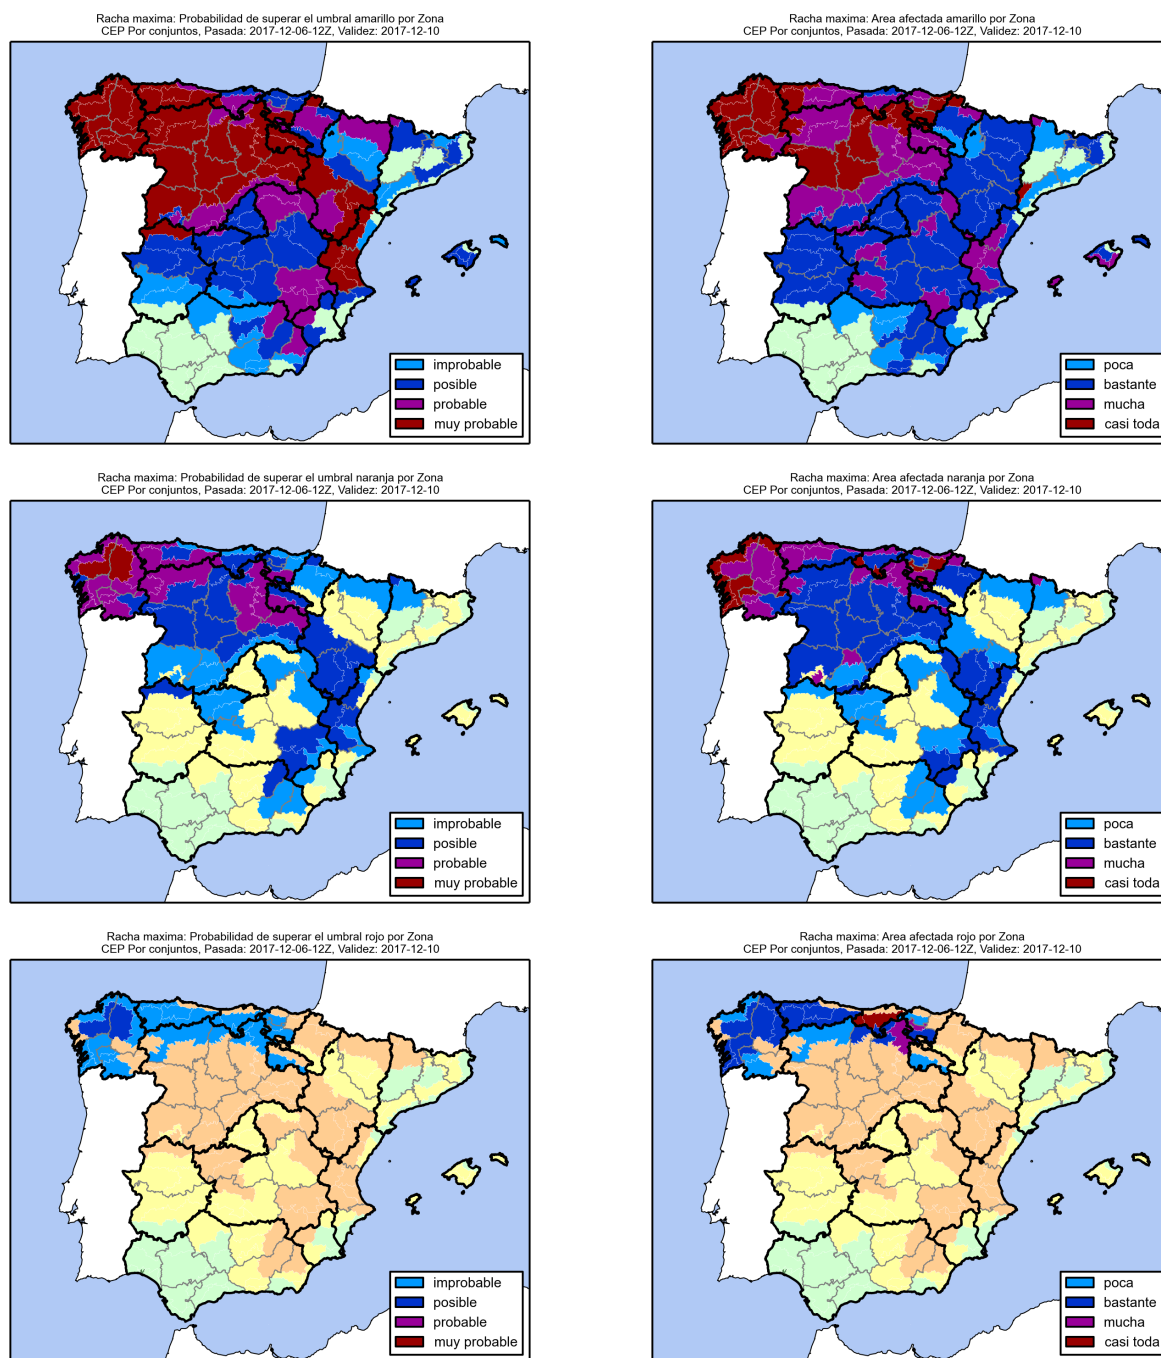 Racha maxima: Probabilidad de superar el umbral amarillo por Zona
CEP Por conjuntos, Pasada: 2017-12-06-12Z, Validez: 2017-12-10
improbable
posible
probable
muy probable
Racha maxima: Area afectada amarillo por Zona
CEP Por conjuntos, Pasada: 2017-12-06-12Z, Validez: 2017-12-10
poca
bastante
mucha
casi toda
Racha maxima: Probabilidad de superar el umbral naranja por Zona
CEP Por conjuntos, Pasada: 2017-12-06-12Z, Validez: 2017-12-10
improbable
posible
probable
muy probable
Racha maxima: Area afectada naranja por Zona
CEP Por conjuntos, Pasada: 2017-12-06-12Z, Validez: 2017-12-10
poca
bastante
mucha
casi toda
Racha maxima: Probabilidad de superar el umbral rojo por Zona
CEP Por conjuntos, Pasada: 2017-12-06-12Z, Validez: 2017-12-10
improbable
posible
probable
muy probable
Racha maxima: Area afectada rojo por Zona
CEP Por conjuntos, Pasada: 2017-12-06-12Z, Validez: 2017-12-10
poca
bastante
mucha
casi toda